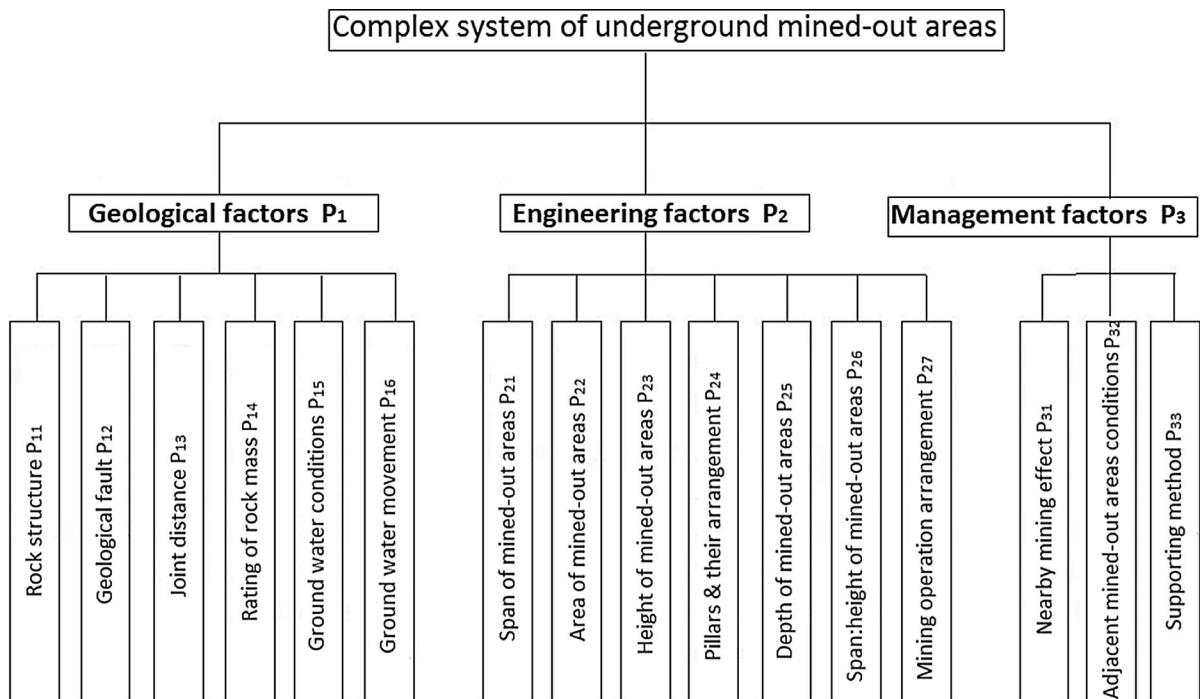 Complex system of underground mined-out areas
Geological factors P₁
Engineering factors P₂
Management factors P₃
Rock structure P₁₁
Geological fault P₁₂
Joint distance P₁₃
Rating of rock mass P₁₄
Ground water conditions P₁₅
Ground water movement P₁₆
Span of mined-out areas P₂₁
Area of mined-out areas P₂₂
Height of mined-out areas P₂₃
Pillars & their arrangement P₂₄
Depth of mined-out areas P₂₅
Span:height of mined-out areas P₂₆
Mining operation arrangement P₂₇
Nearby mining effect P₃₁
Adjacent mined-out areas conditions P₃₂
Supporting method P₃₃